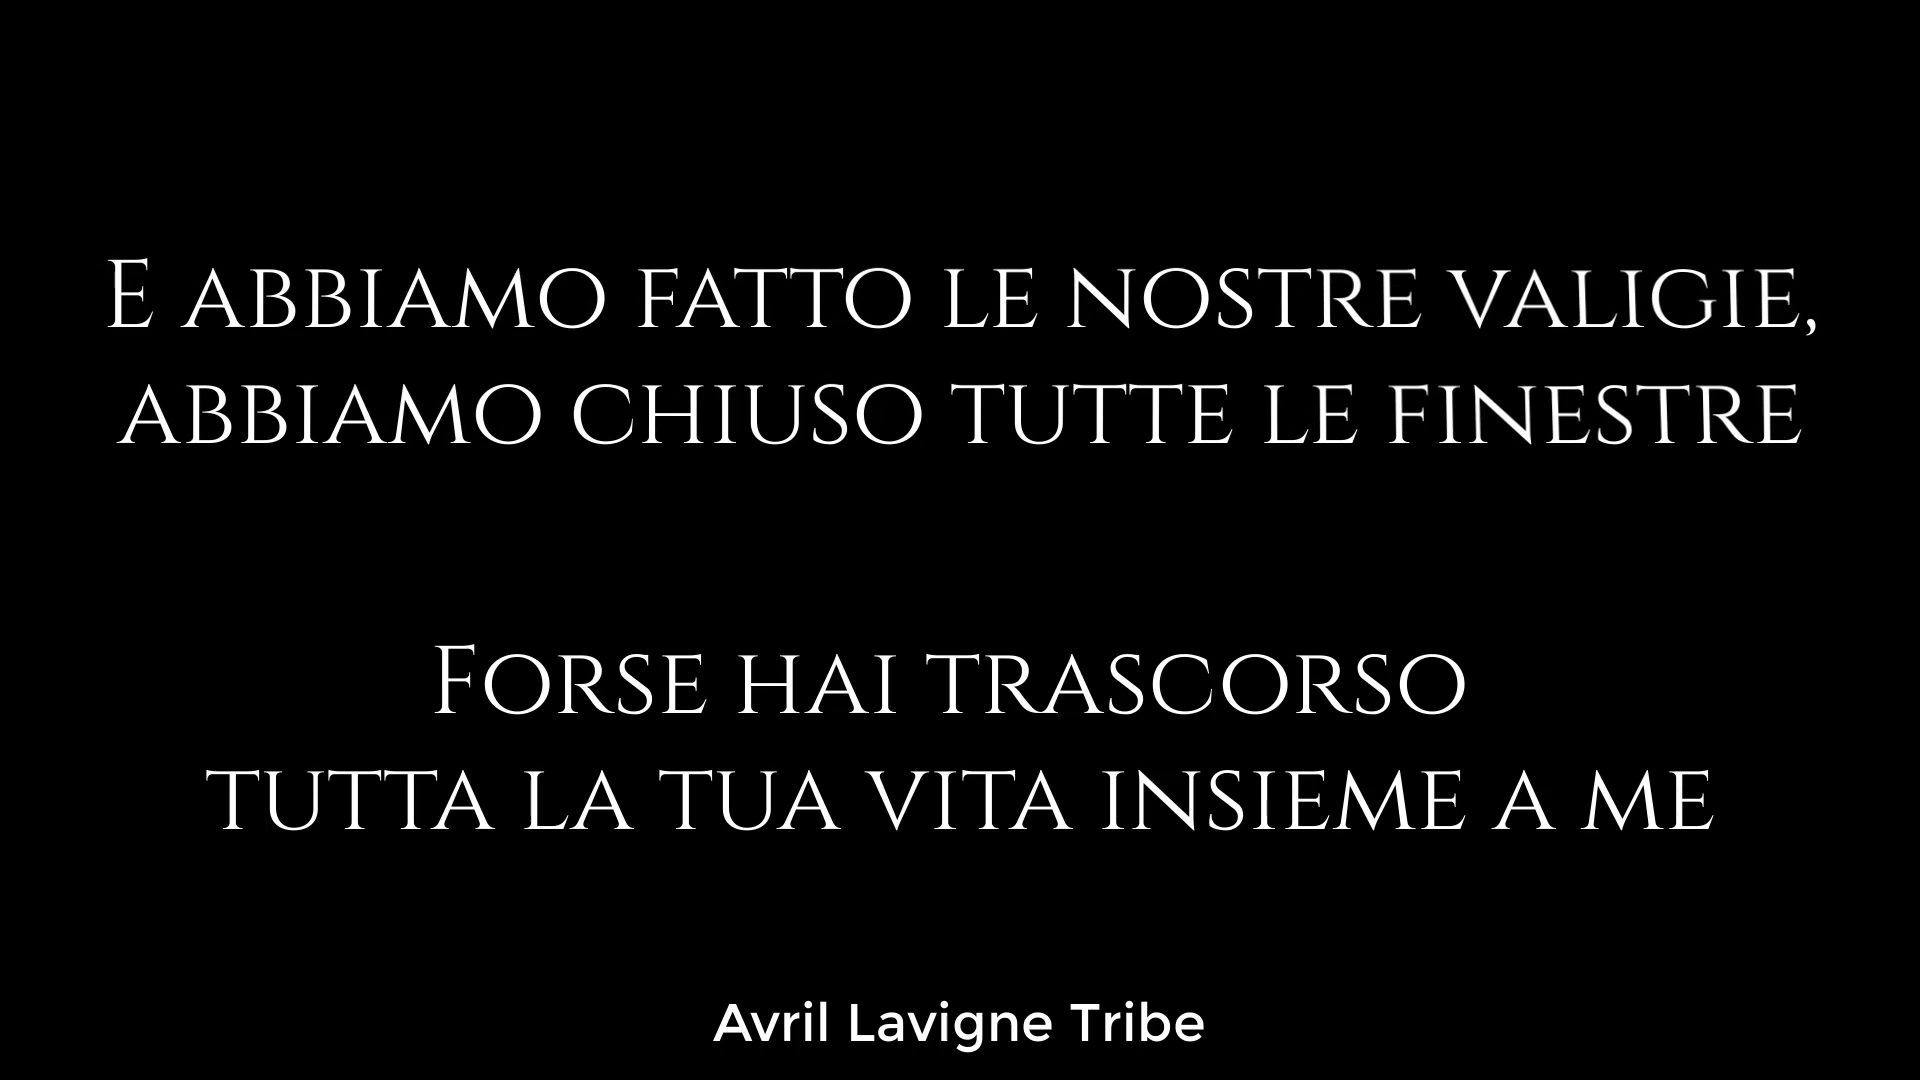 E abbiamo fatto le nostre valigie,
abbiamo chiuso tutte le finestre
Forse hai trascorso
tutta la tua vita insieme a me
Avril Lavigne Tribe